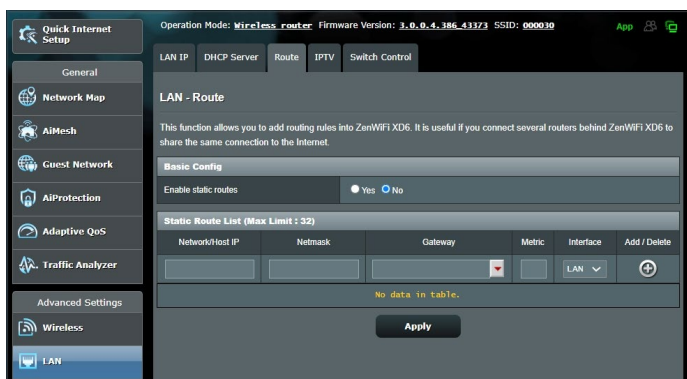 Quick Internet Setup
Operation Mode: Wireless router Firmware Version: 3.0.0.4.386_43373 SSID: 000030 App
General
Network Map
AiMesh
Guest Network
AiProtection
Adaptive QoS
Traffic Analyzer
Advanced Settings
Wireless
LAN
LAN IP DHCP Server Route IPTV Switch Control
LAN - Route
This function allows you to add routing rules into ZenWiFi XD6. It is useful if you connect several routers behind ZenWiFi XD6 to
share the same connection to the Internet.
Basic Config
Enable static routes Yes No
Static Route List (Max Limit : 32)
Network/Host IP Netmask Gateway Metric Interface Add / Delete
LAN
No data in table.
Apply